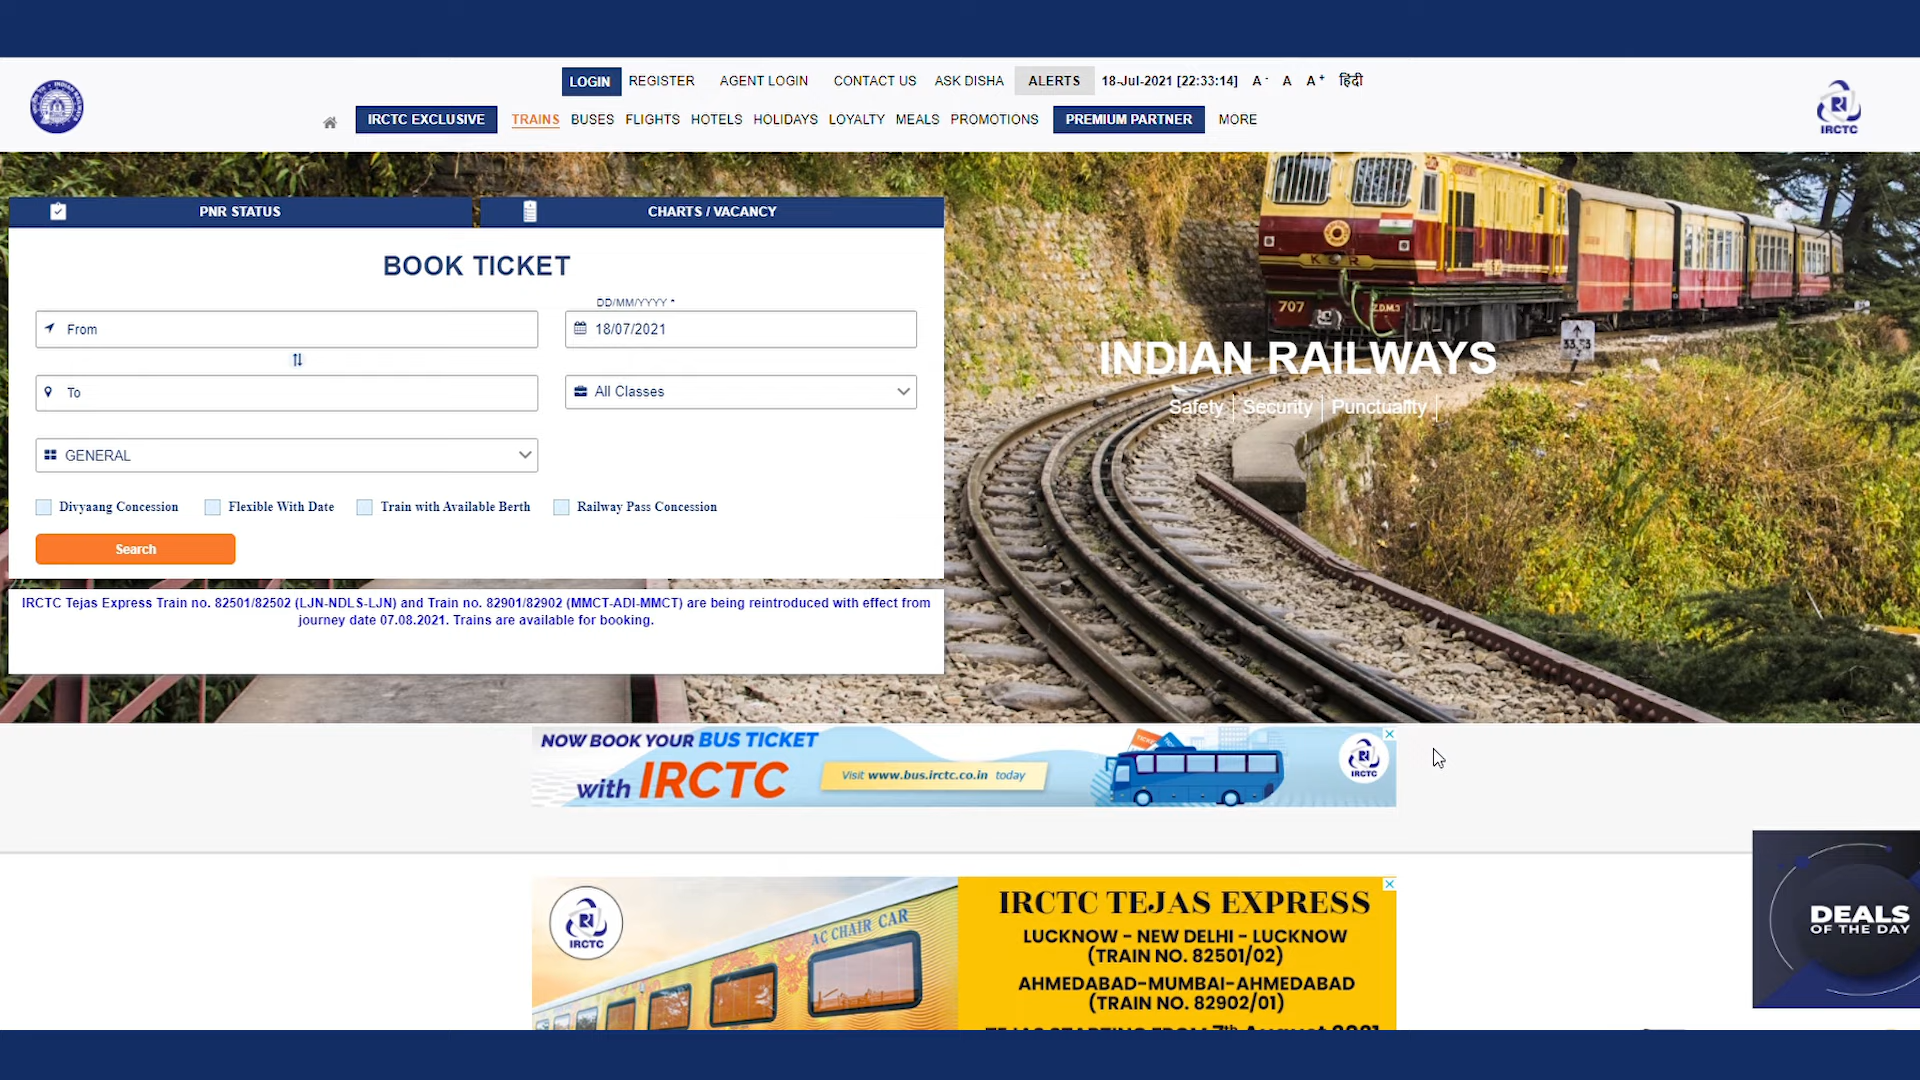 LOGIN REGISTER AGENT LOGIN CONTACT US ASK DISHA ALERTS 18-Jul-2021 [22:33:14] A- A A+ हिंदी
IRCTC EXCLUSIVE TRAINS BUSES FLIGHTS HOTELS HOLIDAYS LOYALTY MEALS PROMOTIONS PREMIUM PARTNER MORE
IRCTC
PNR STATUS
CHARTS / VACANCY
BOOK TICKET
DD/MM/YYYY *
From
18/07/2021
To
All Classes
GENERAL
Divyaang Concession
Flexible With Date
Train with Available Berth
Railway Pass Concession
Search
IRCTC Tejas Express Train no. 82501/82502 (LJN-NDLS-LJN) and Train no. 82901/82902 (MMCT-ADI-MMCT) are being reintroduced with effect from
journey date 07.08.2021. Trains are available for booking.
707
INDIAN RAILWAYS
Safety | Security | Punctuality |
NOW BOOK YOUR BUS TICKET
with IRCTC
Visit www.bus.irctc.co.in today
IRCTC
IRCTC
AC CHAIR CAR
IRCTC TEJAS EXPRESS
LUCKNOW - NEW DELHI - LUCKNOW
(TRAIN NO. 82501/02)
AHMEDABAD-MUMBAI-AHMEDABAD
(TRAIN NO. 82902/01)
TEJAS STARTING FROM 7th August 2021
DEALS
OF THE DAY